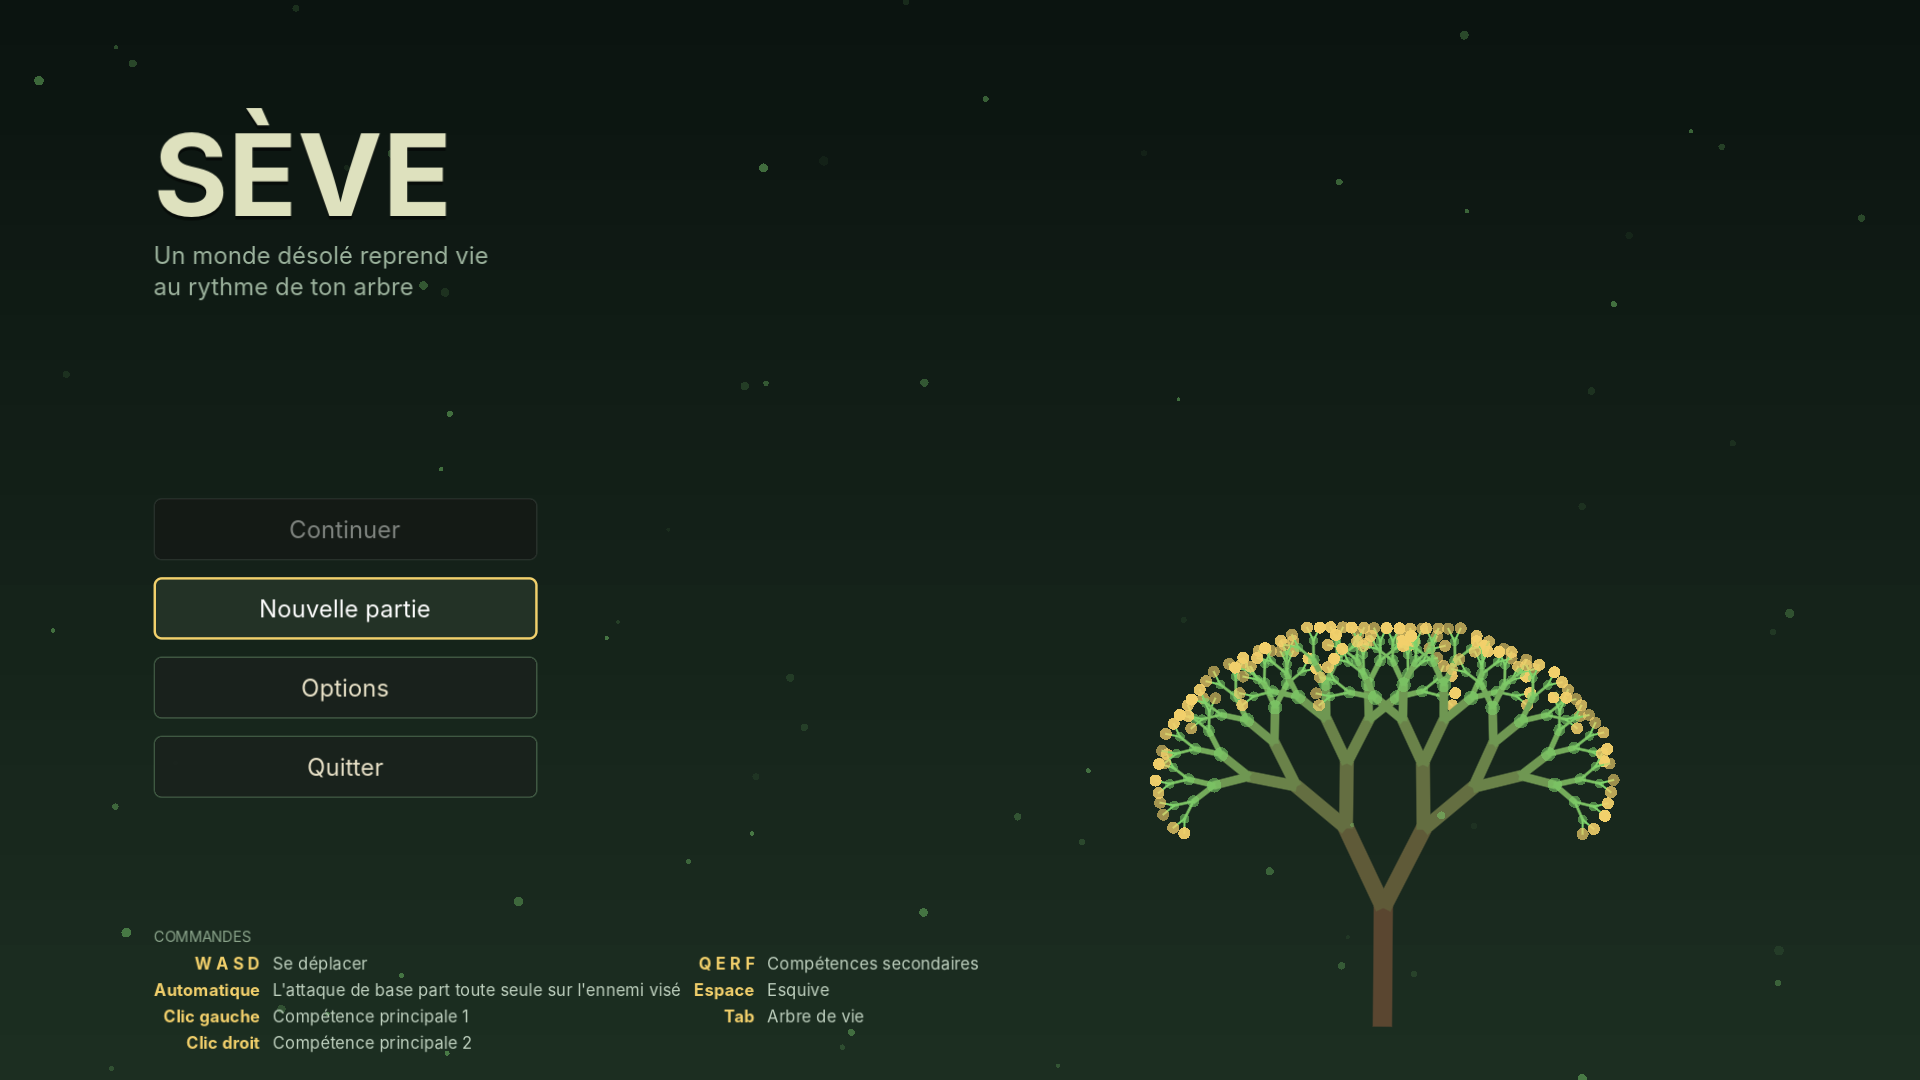 SÈVE
Un monde désolé reprend vie
au rythme de ton arbre
Continuer
Nouvelle partie
Options
Quitter
COMMANDES
W A S D Se déplacer
Automatique L'attaque de base part toute seule sur l'ennemi visé
Clic gauche Compétence principale 1
Clic droit Compétence principale 2
Q E R F Compétences secondaires
Espace Esquive
Tab Arbre de vie